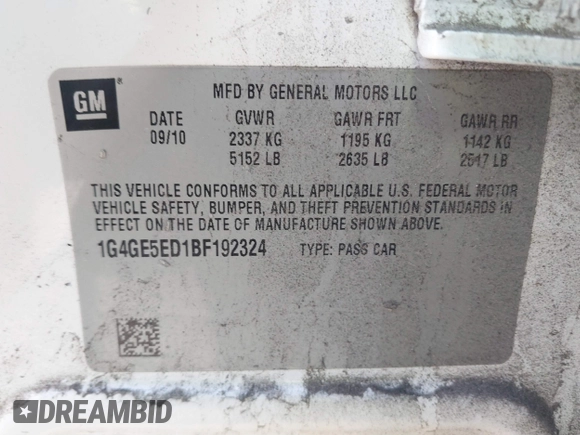 GM ®
MFD BY GENERAL MOTORS LLC
DATE GVWR GAWR FRT GAWR RR
09/10 2337 KG 1195 KG 1142 KG
5152 LB 2635 LB 2517 LB
THIS VEHICLE CONFORMS TO ALL APPLICABLE U.S. FEDERAL MOTOR
VEHICLE SAFETY, BUMPER, AND THEFT PREVENTION STANDARDS
IN EFFECT ON THE DATE OF MANUFACTURE SHOWN ABOVE.
1G4GE5ED1BF192324 TYPE: PASS CAR
DREAMBID